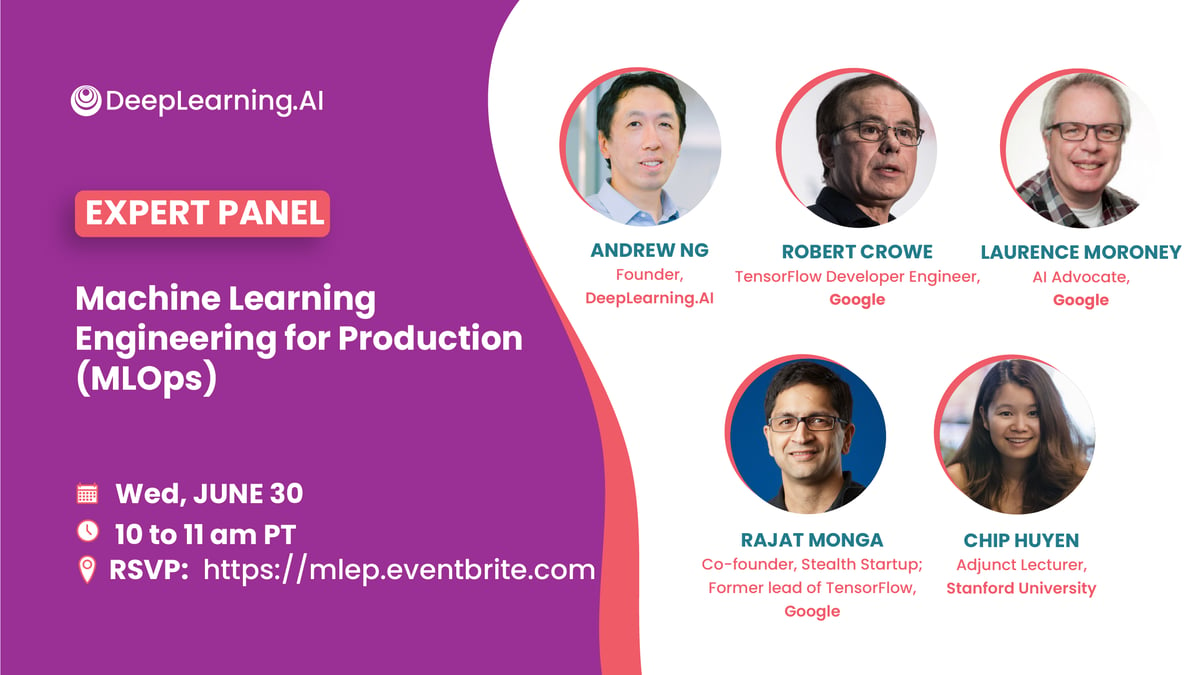 DeepLearning.AI
EXPERT PANEL
Machine Learning
Engineering for Production
(MLOps)
Wed, JUNE 30
10 to 11 am PT
RSVP: https://mlep.eventbrite.com
ANDREW NG
Founder,
DeepLearning.AI
ROBERT CROWE
TensorFlow Developer Engineer,
Google
LAURENCE MORONEY
AI Advocate,
Google
RAJAT MONGA
Co-founder, Stealth Startup;
Former lead of TensorFlow,
Google
CHIP HUYEN
Adjunct Lecturer,
Stanford University